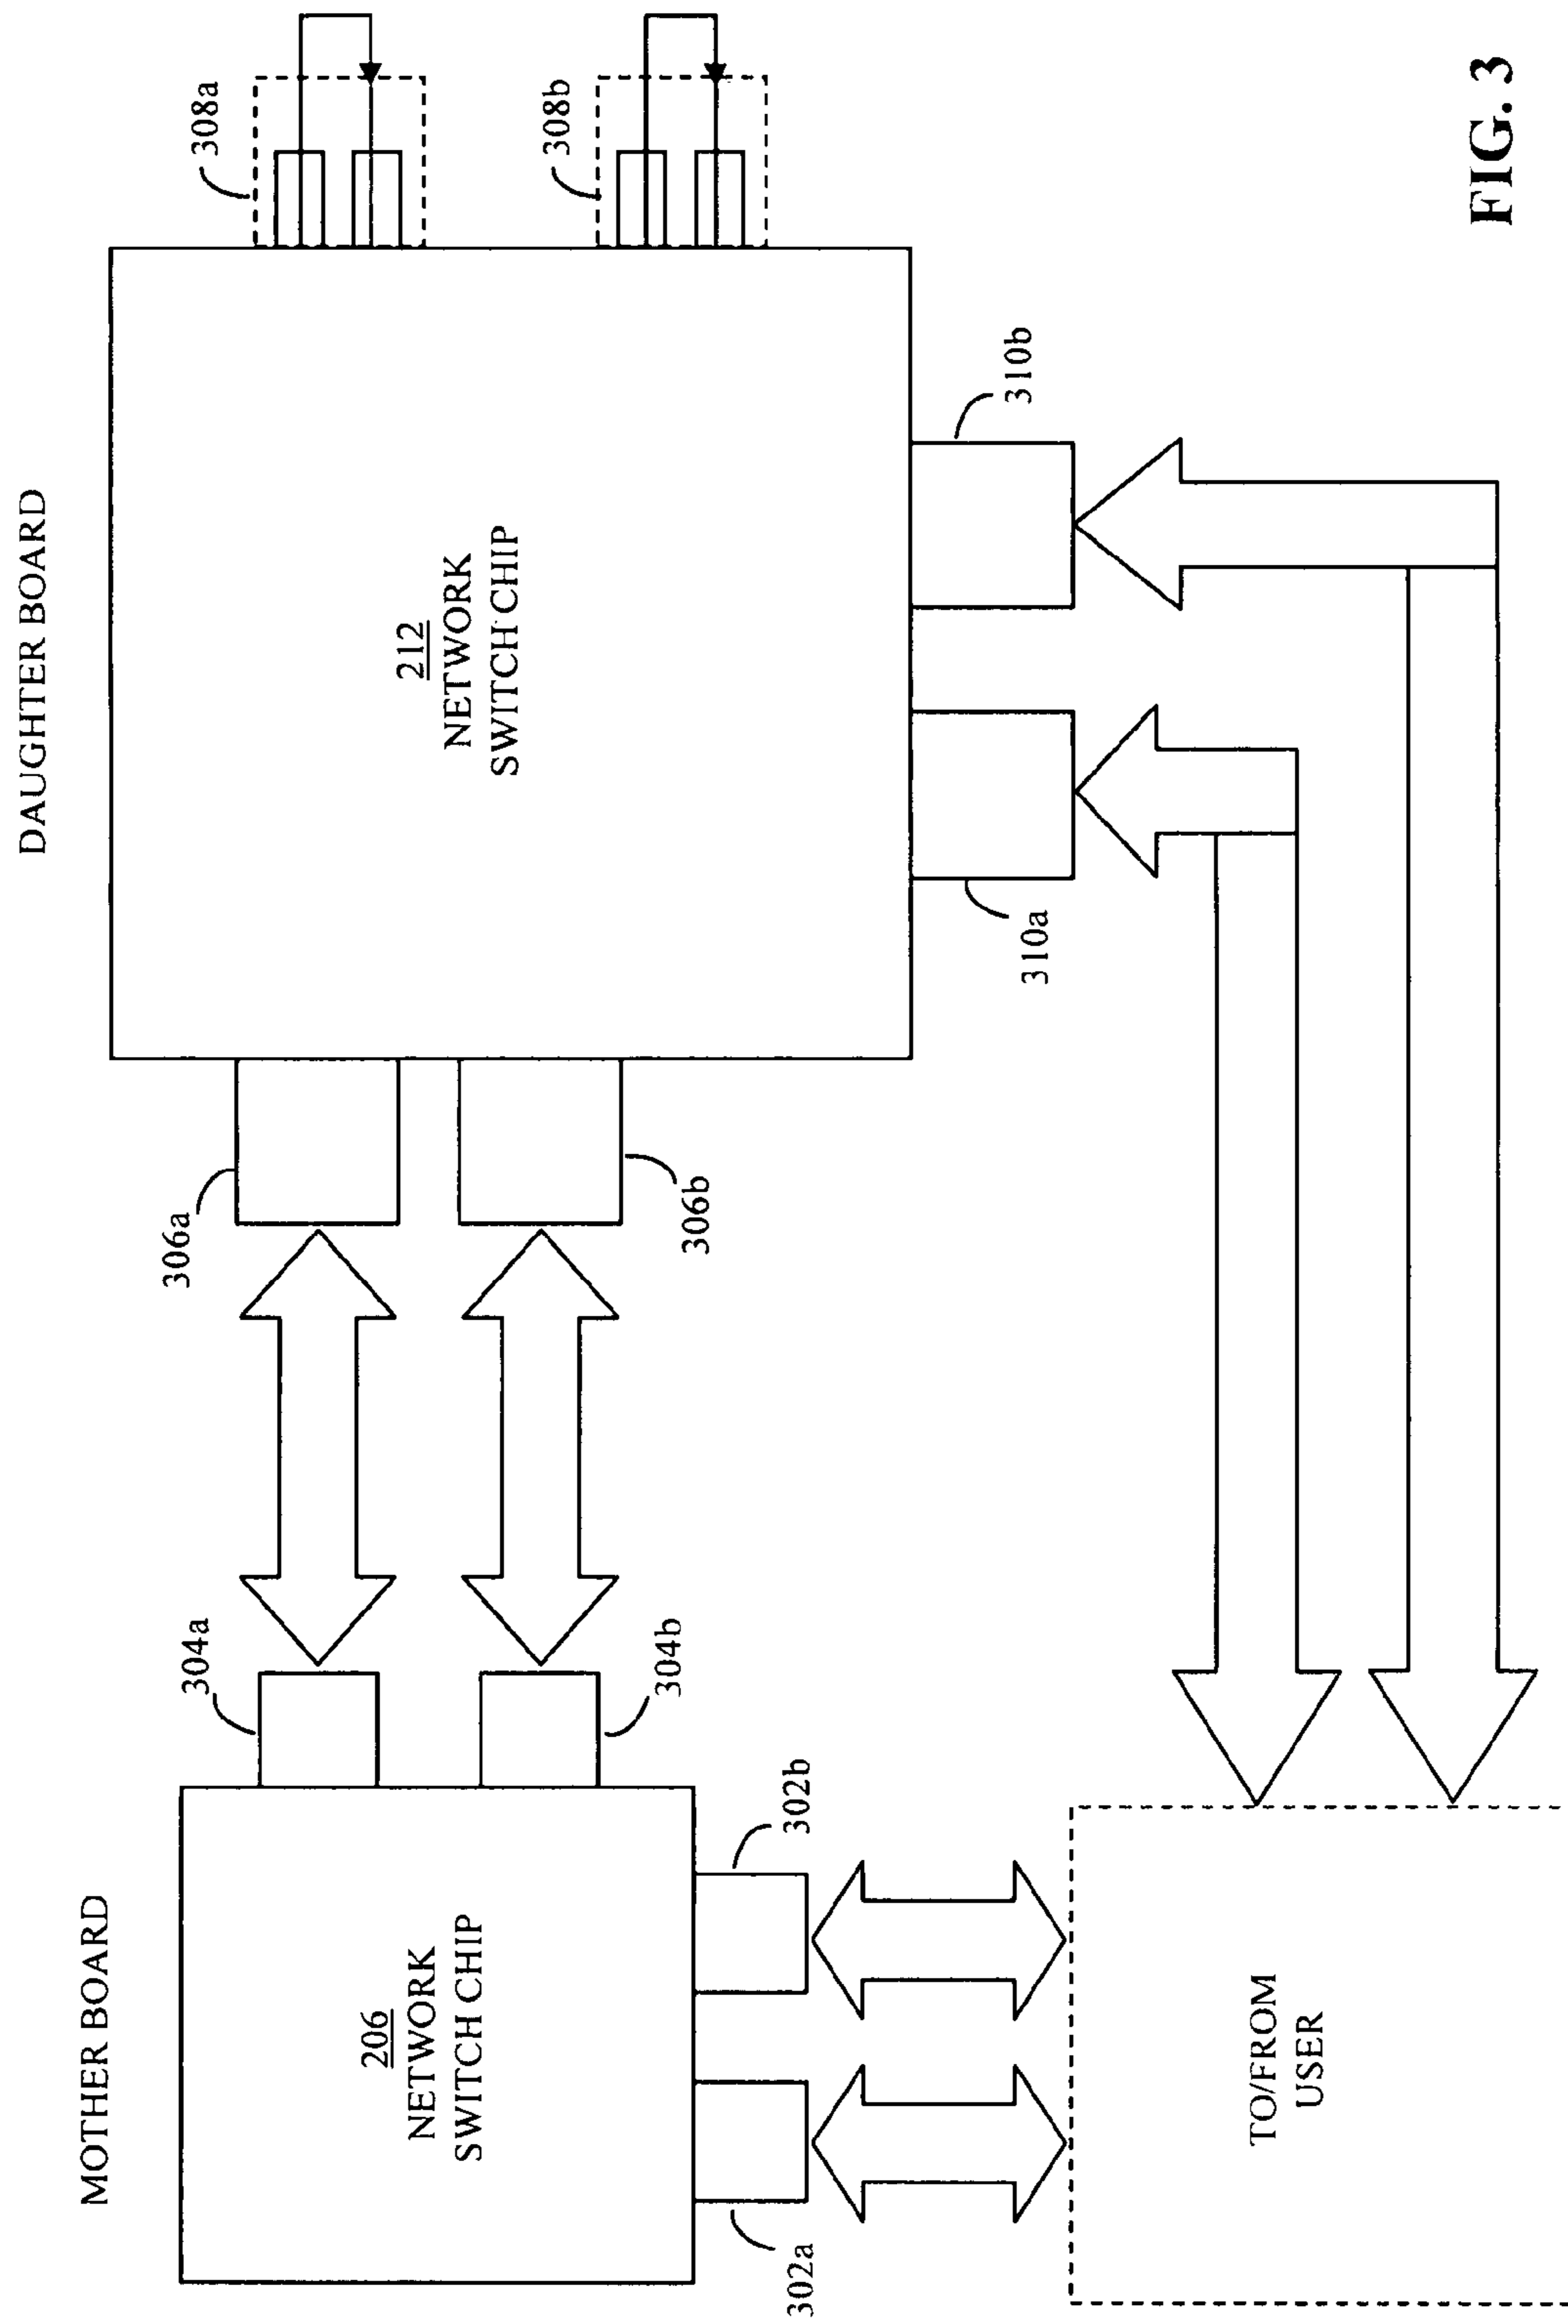 MOTHER BOARD
DAUGHTER BOARD
206
NETWORK
SWITCH CHIP
212
NETWORK
SWITCH CHIP
304a
304b
306a
306b
308a
308b
302a
302b
310a
310b
TO/FROM
USER
FIG. 3